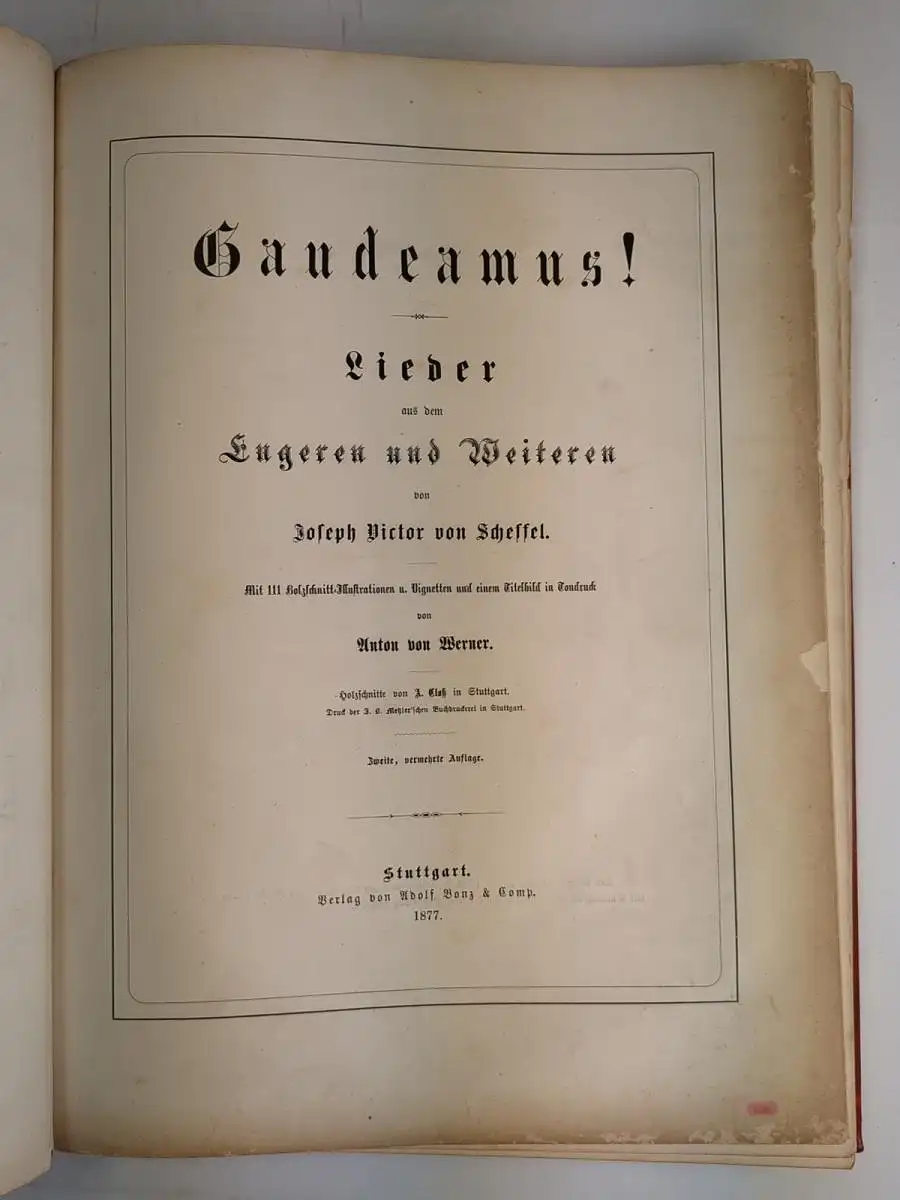 Gaudeamus!
Lieder
aus dem
Engeren und Weiteren
von
Joseph Victor von Scheffel.
Mit 111 Holzschnitt-Illustrationen u. Vignetten und einem Titelbild in Tondruck
von
Anton von Werner.
Holzschnitte von A. Cloß in Stuttgart.
Druck der J. B. Metzler'schen Buchdruckerei in Stuttgart.
Zweite, vermehrte Auflage.
Stuttgart.
Verlag von Adolf Bonz & Comp.
1877.